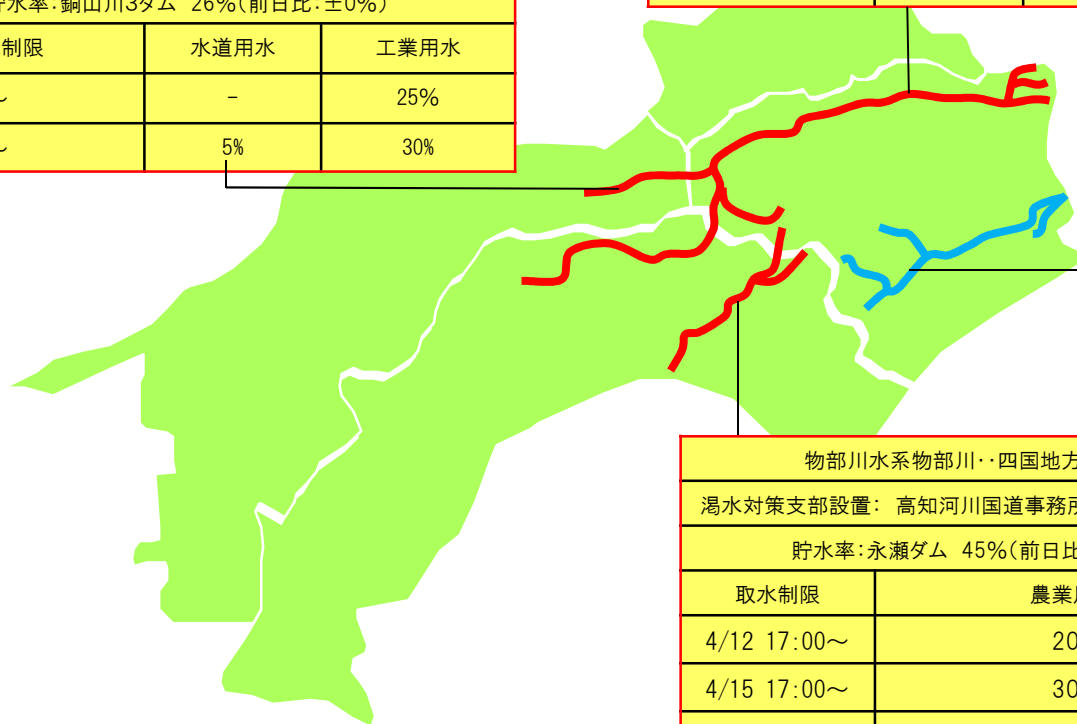 貯水率:銅山川3ダム 26%(前日比:±0%)
制限 水道用水 工業用水
～ - 25%
～ 5% 30%
物部川水系物部川‥四国地方
渇水対策支部設置: 高知河川国道事務所
貯水率:永瀬ダム 45%(前日比
取水制限 農業
4/12 17:00～ 20
4/15 17:00～ 30